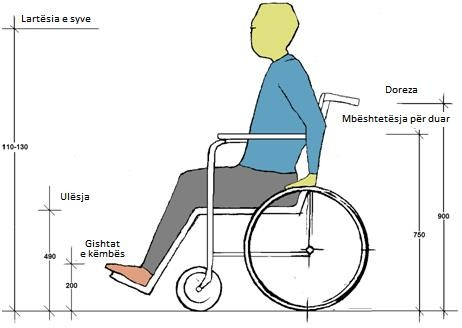 Lartësia e syve
Doreza
Mbështetësja për duar
110-130
Ulësja
900
750
Gishtat
e këmbës
490
200